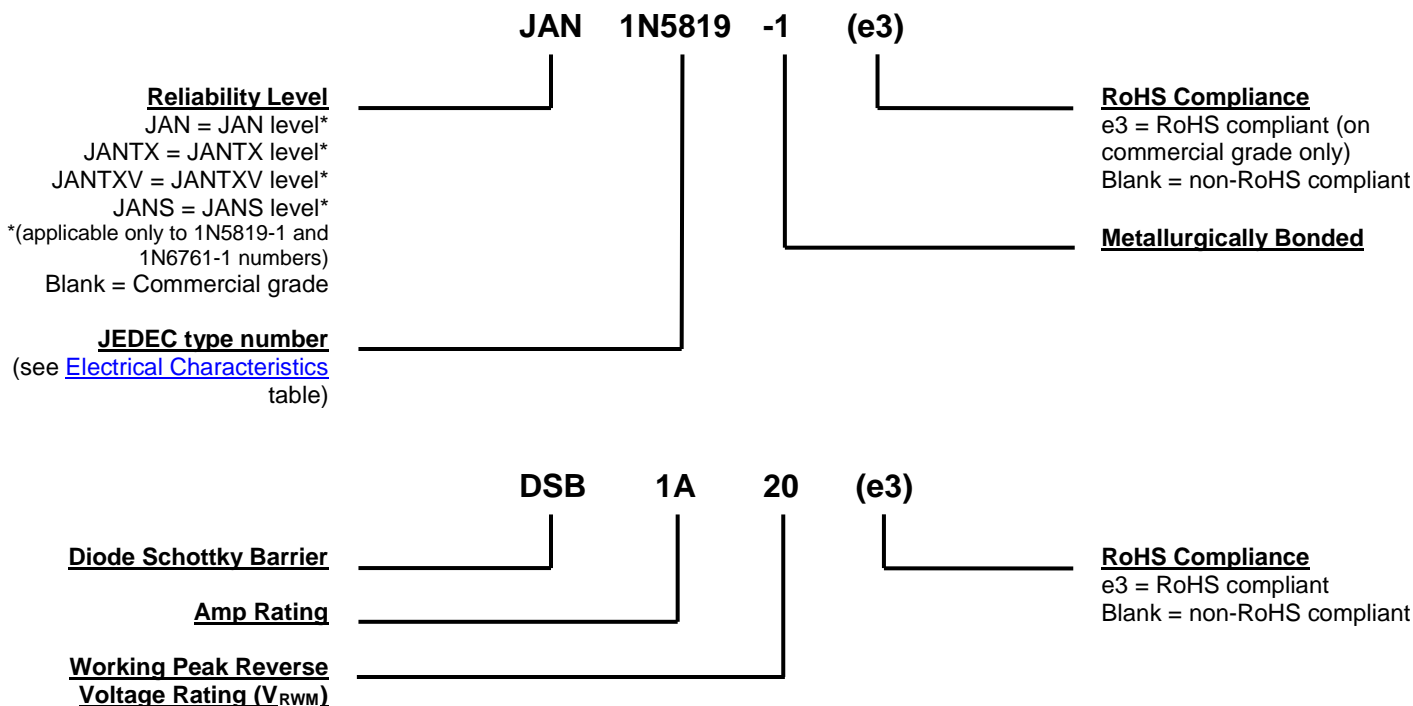 JAN 1N5819 -1 (e3)
Reliability Level
JAN = JAN level*
JANTX = JANTX level*
JANTXV = JANTXV level*
JANS = JANS level*
*(applicable only to 1N5819-1 and
1N6761-1 numbers)
Blank = Commercial grade
JEDEC type number
(see Electrical Characteristics
table)
RoHS Compliance
e3 = RoHS compliant (on
commercial grade only)
Blank = non-RoHS compliant
Metallurgically Bonded
DSB 1A 20 (e3)
Diode Schottky Barrier
Amp Rating
Working Peak Reverse
Voltage Rating (VRWM)
RoHS Compliance
e3 = RoHS compliant
Blank = non-RoHS compliant